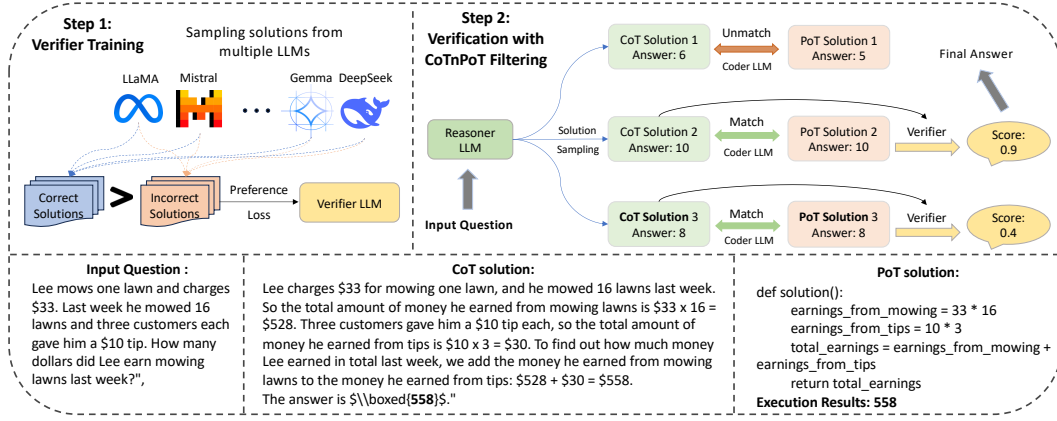 Step 1:
Verifier Training
Sampling solutions from
multiple LLMs
LLaMA
Mistral
Gemma
DeepSeek
Correct
Solutions
>
Incorrect
Solutions
Preference
Loss
Verifier LLM
Step 2:
Verification with
CoTnPoT Filtering
Reasoner
LLM
Input Question
Solution
Sampling
CoT Solution 1
Answer: 6
Unmatch
Coder LLM
PoT Solution 1
Answer: 5
CoT Solution 2
Answer: 10
Match
Coder LLM
PoT Solution 2
Answer: 10
Verifier
Score:
0.9
Final Answer
CoT Solution 3
Answer: 8
Match
Coder LLM
PoT Solution 3
Answer: 8
Verifier
Score:
0.4
Input Question :
Lee mows one lawn and charges
$33. Last week he mowed 16
lawns and three customers each
gave him a $10 tip. How many
dollars did Lee earn mowing
lawns last week?",
CoT solution:
Lee charges $33 for mowing one lawn, and he mowed 16 lawns last week.
So the total amount of money he earned from mowing lawns is $33 x 16 =
$528. Three customers gave him a $10 tip each, so the total amount of
money he earned from tips is $10 x 3 = $30. To find out how much money
Lee earned in total last week, we add the money he earned from mowing
lawns to the money he earned from tips: $528 + $30 = $558.
The answer is $\\boxed{558}$."
PoT solution:
def solution():
earnings_from_mowing = 33 * 16
earnings_from_tips = 10 * 3
total_earnings = earnings_from_mowing +
earnings_from_tips
return total_earnings
Execution Results: 558